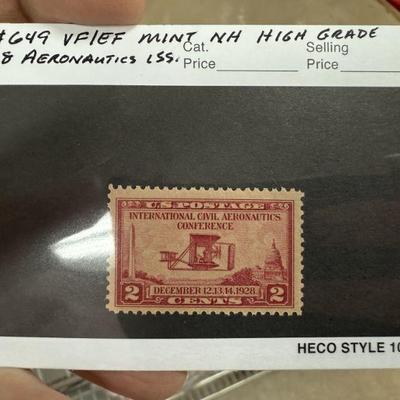 #649 VF/EF MINT NH HIGH GRADE
& AERONAUTICS ISS.
Cat. Price
Selling Price
U.S. POSTAGE
INTERNATIONAL CIVIL AERONAUTICS
CONFERENCE
DECEMBER 12,13,14,1928
2 CENTS 2
HECO STYLE 10